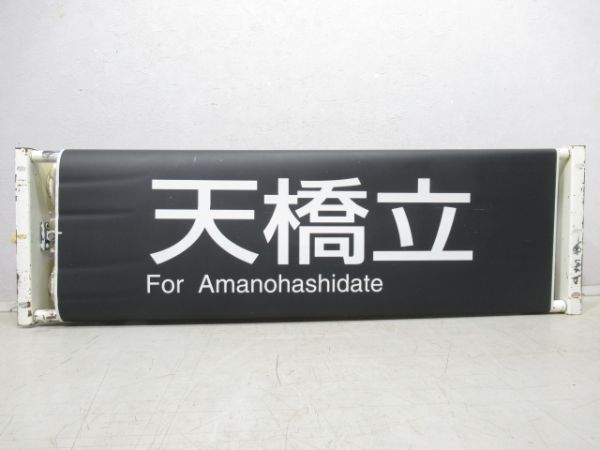 天橋立
For Amanohashidate